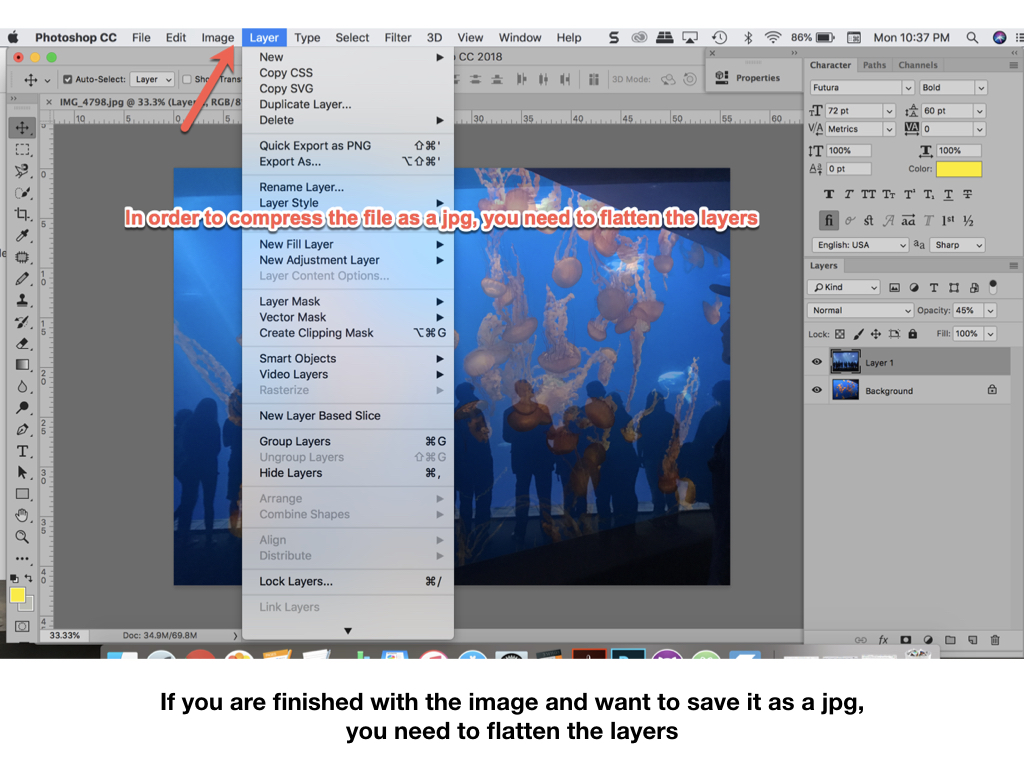 Photoshop CC File Edit Image Layer Type Select Filter 3D View Window Help 86% Mon 10:37 PM
CC 2018
Auto-Select: Layer
3D Mode:
Properties
IMG_4798.jpg @ 33.3% (Layer
10 30 35 40 45 50 55 60
New
Copy CSS
Copy SVG
Duplicate Layer...
Delete
Quick Export as PNG ⇧⌘'
Export As... ⌥⇧⌘'
Rename Layer...
Layer Style
In order to compress the file as a jpg, you need to flatten the layers
New Fill Layer
New Adjustment Layer
Layer Content Options...
Layer Mask
Vector Mask
Create Clipping Mask ⌥⌘G
Smart Objects
Video Layers
Rasterize
New Layer Based Slice
Group Layers ⌘G
Ungroup Layers ⇧⌘G
Hide Layers ⌘,
Arrange
Combine Shapes
Align
Distribute
Lock Layers... ⌘/
Link Layers
33.33% Doc: 34.9M/69.8M
Character Paths Channels
Futura Bold
72 pt 60 pt
Metrics 0
100% 100%
0 pt Color:
English: USA Sharp
Layers
Kind
Normal Opacity: 45%
Lock: Fill: 100%
Layer 1
Background
If you are finished with the image and want to save it as a jpg,
you need to flatten the layers